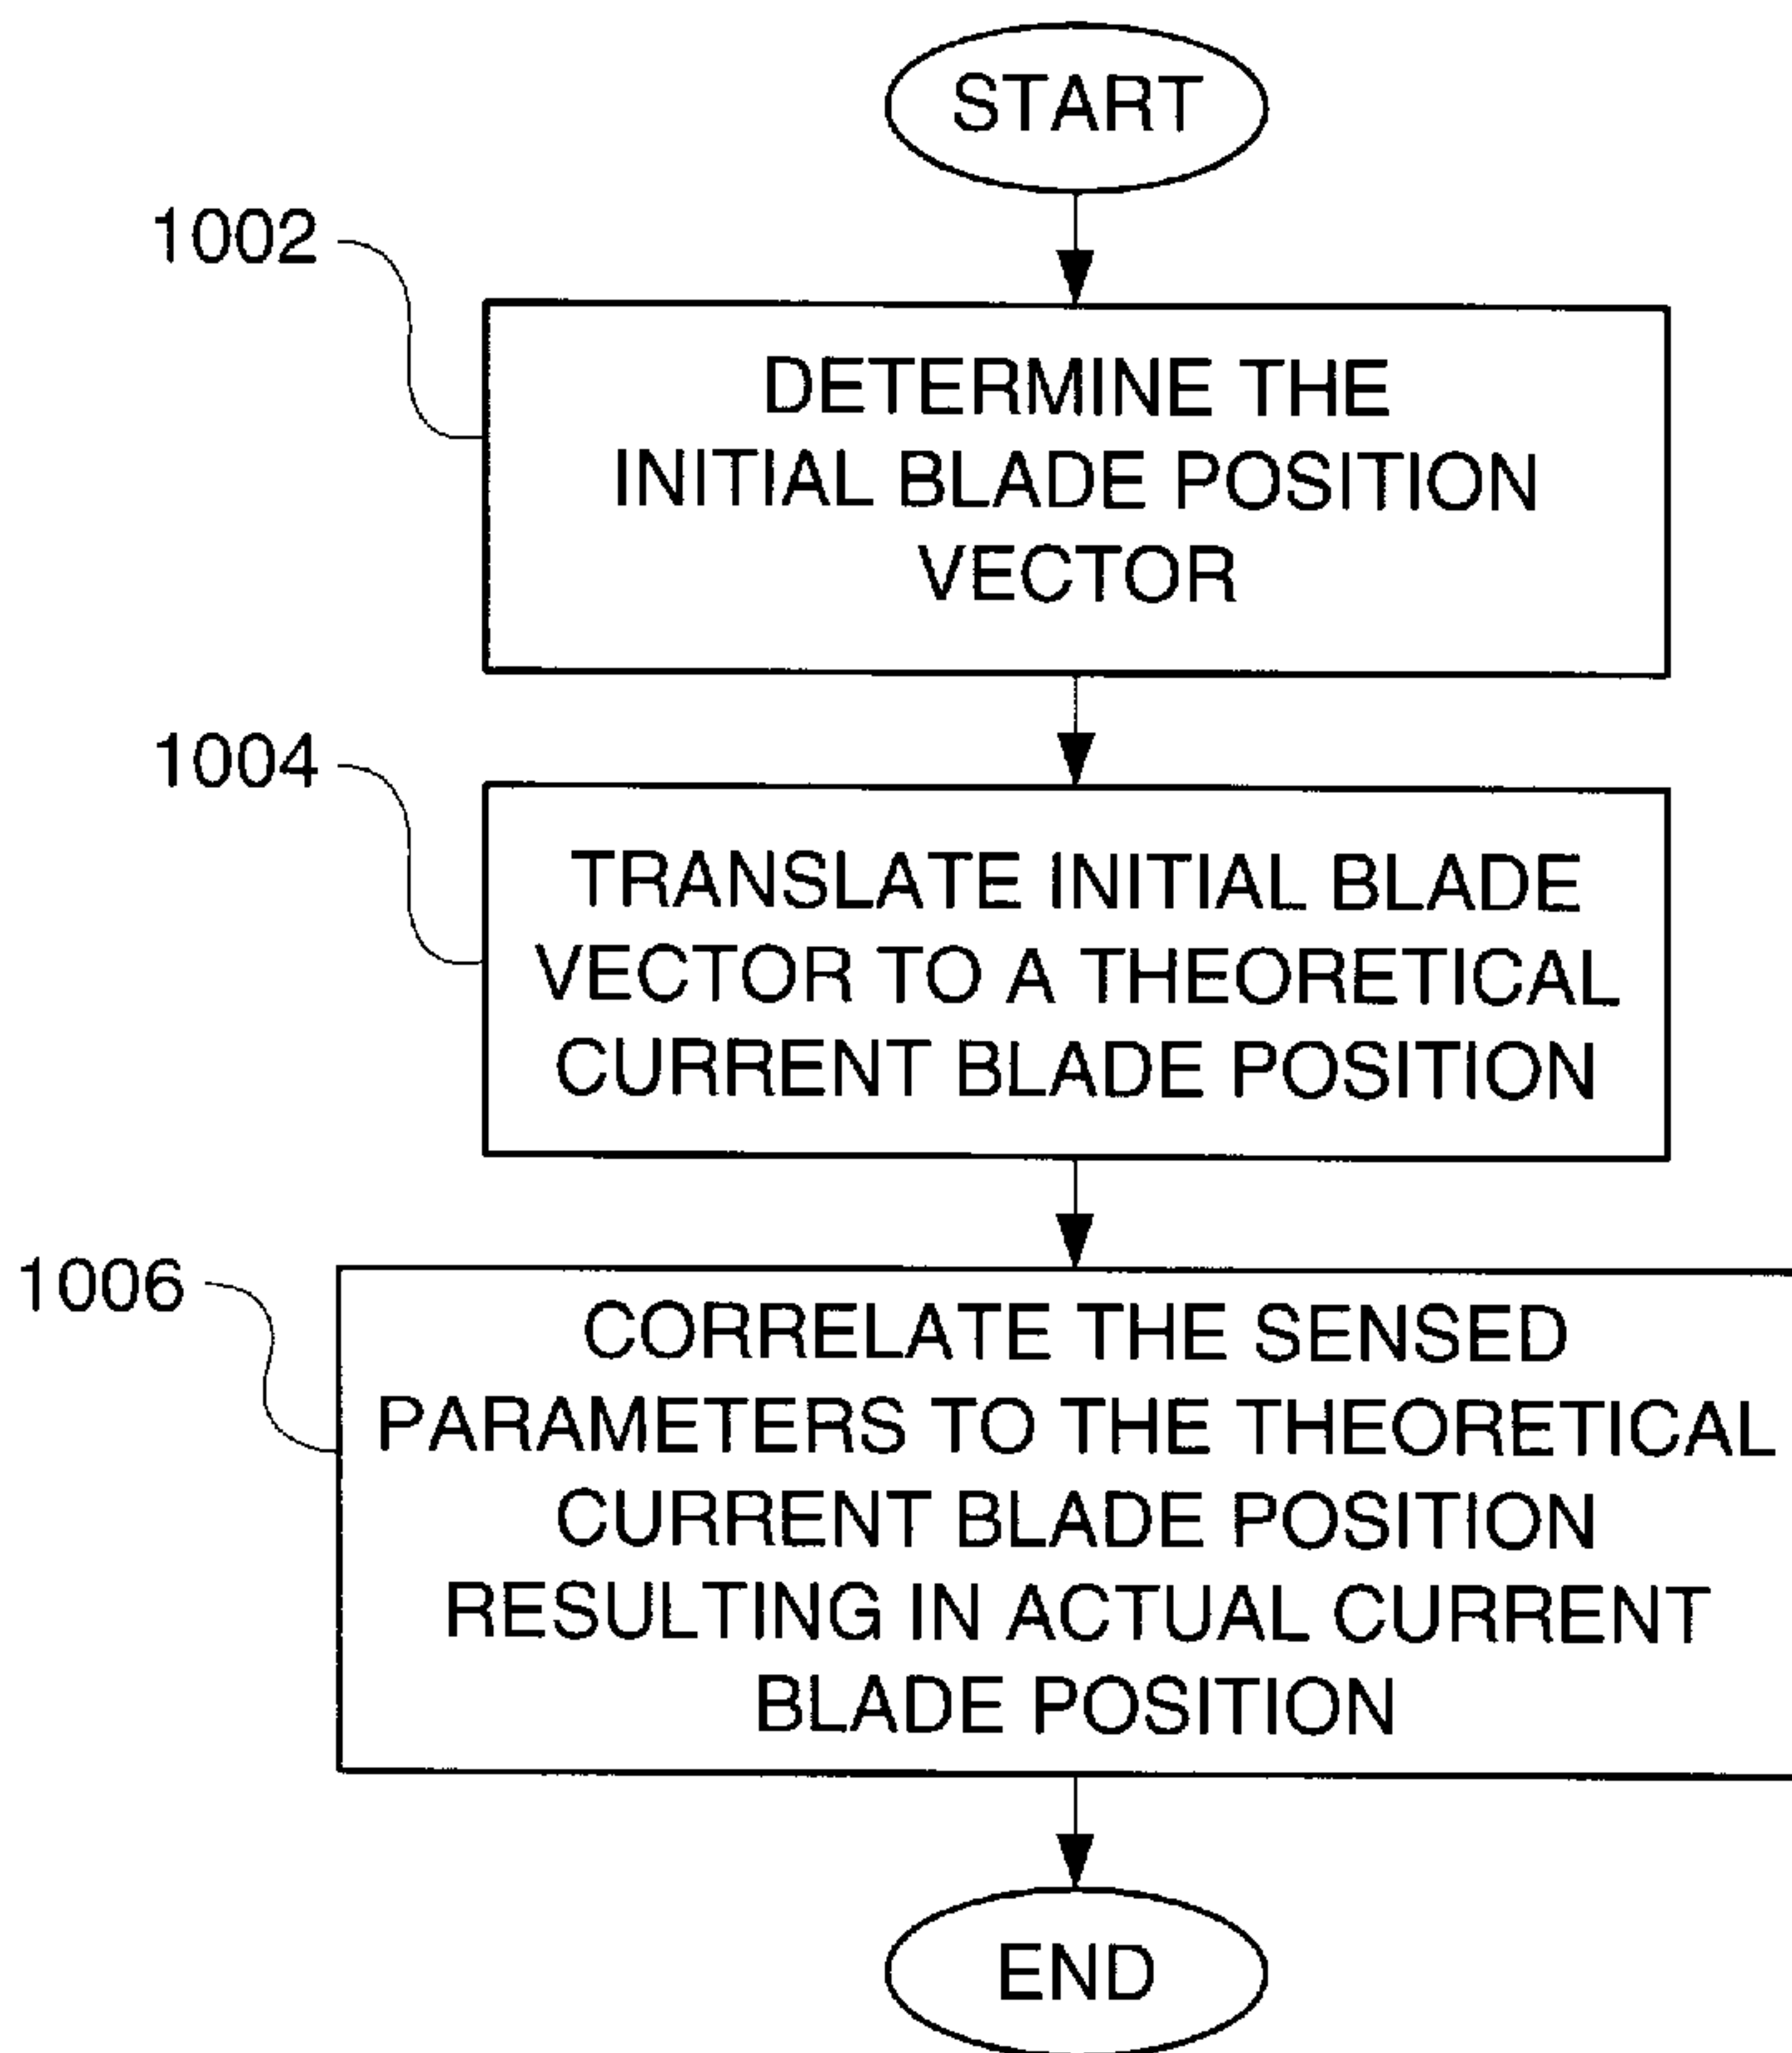 START
1002
DETERMINE THE
INITIAL BLADE POSITION
VECTOR
1004
TRANSLATE INITIAL BLADE
VECTOR TO A THEORETICAL
CURRENT BLADE POSITION
1006
CORRELATE THE SENSED
PARAMETERS TO THE THEORETICAL
CURRENT BLADE POSITION
RESULTING IN ACTUAL CURRENT
BLADE POSITION
END